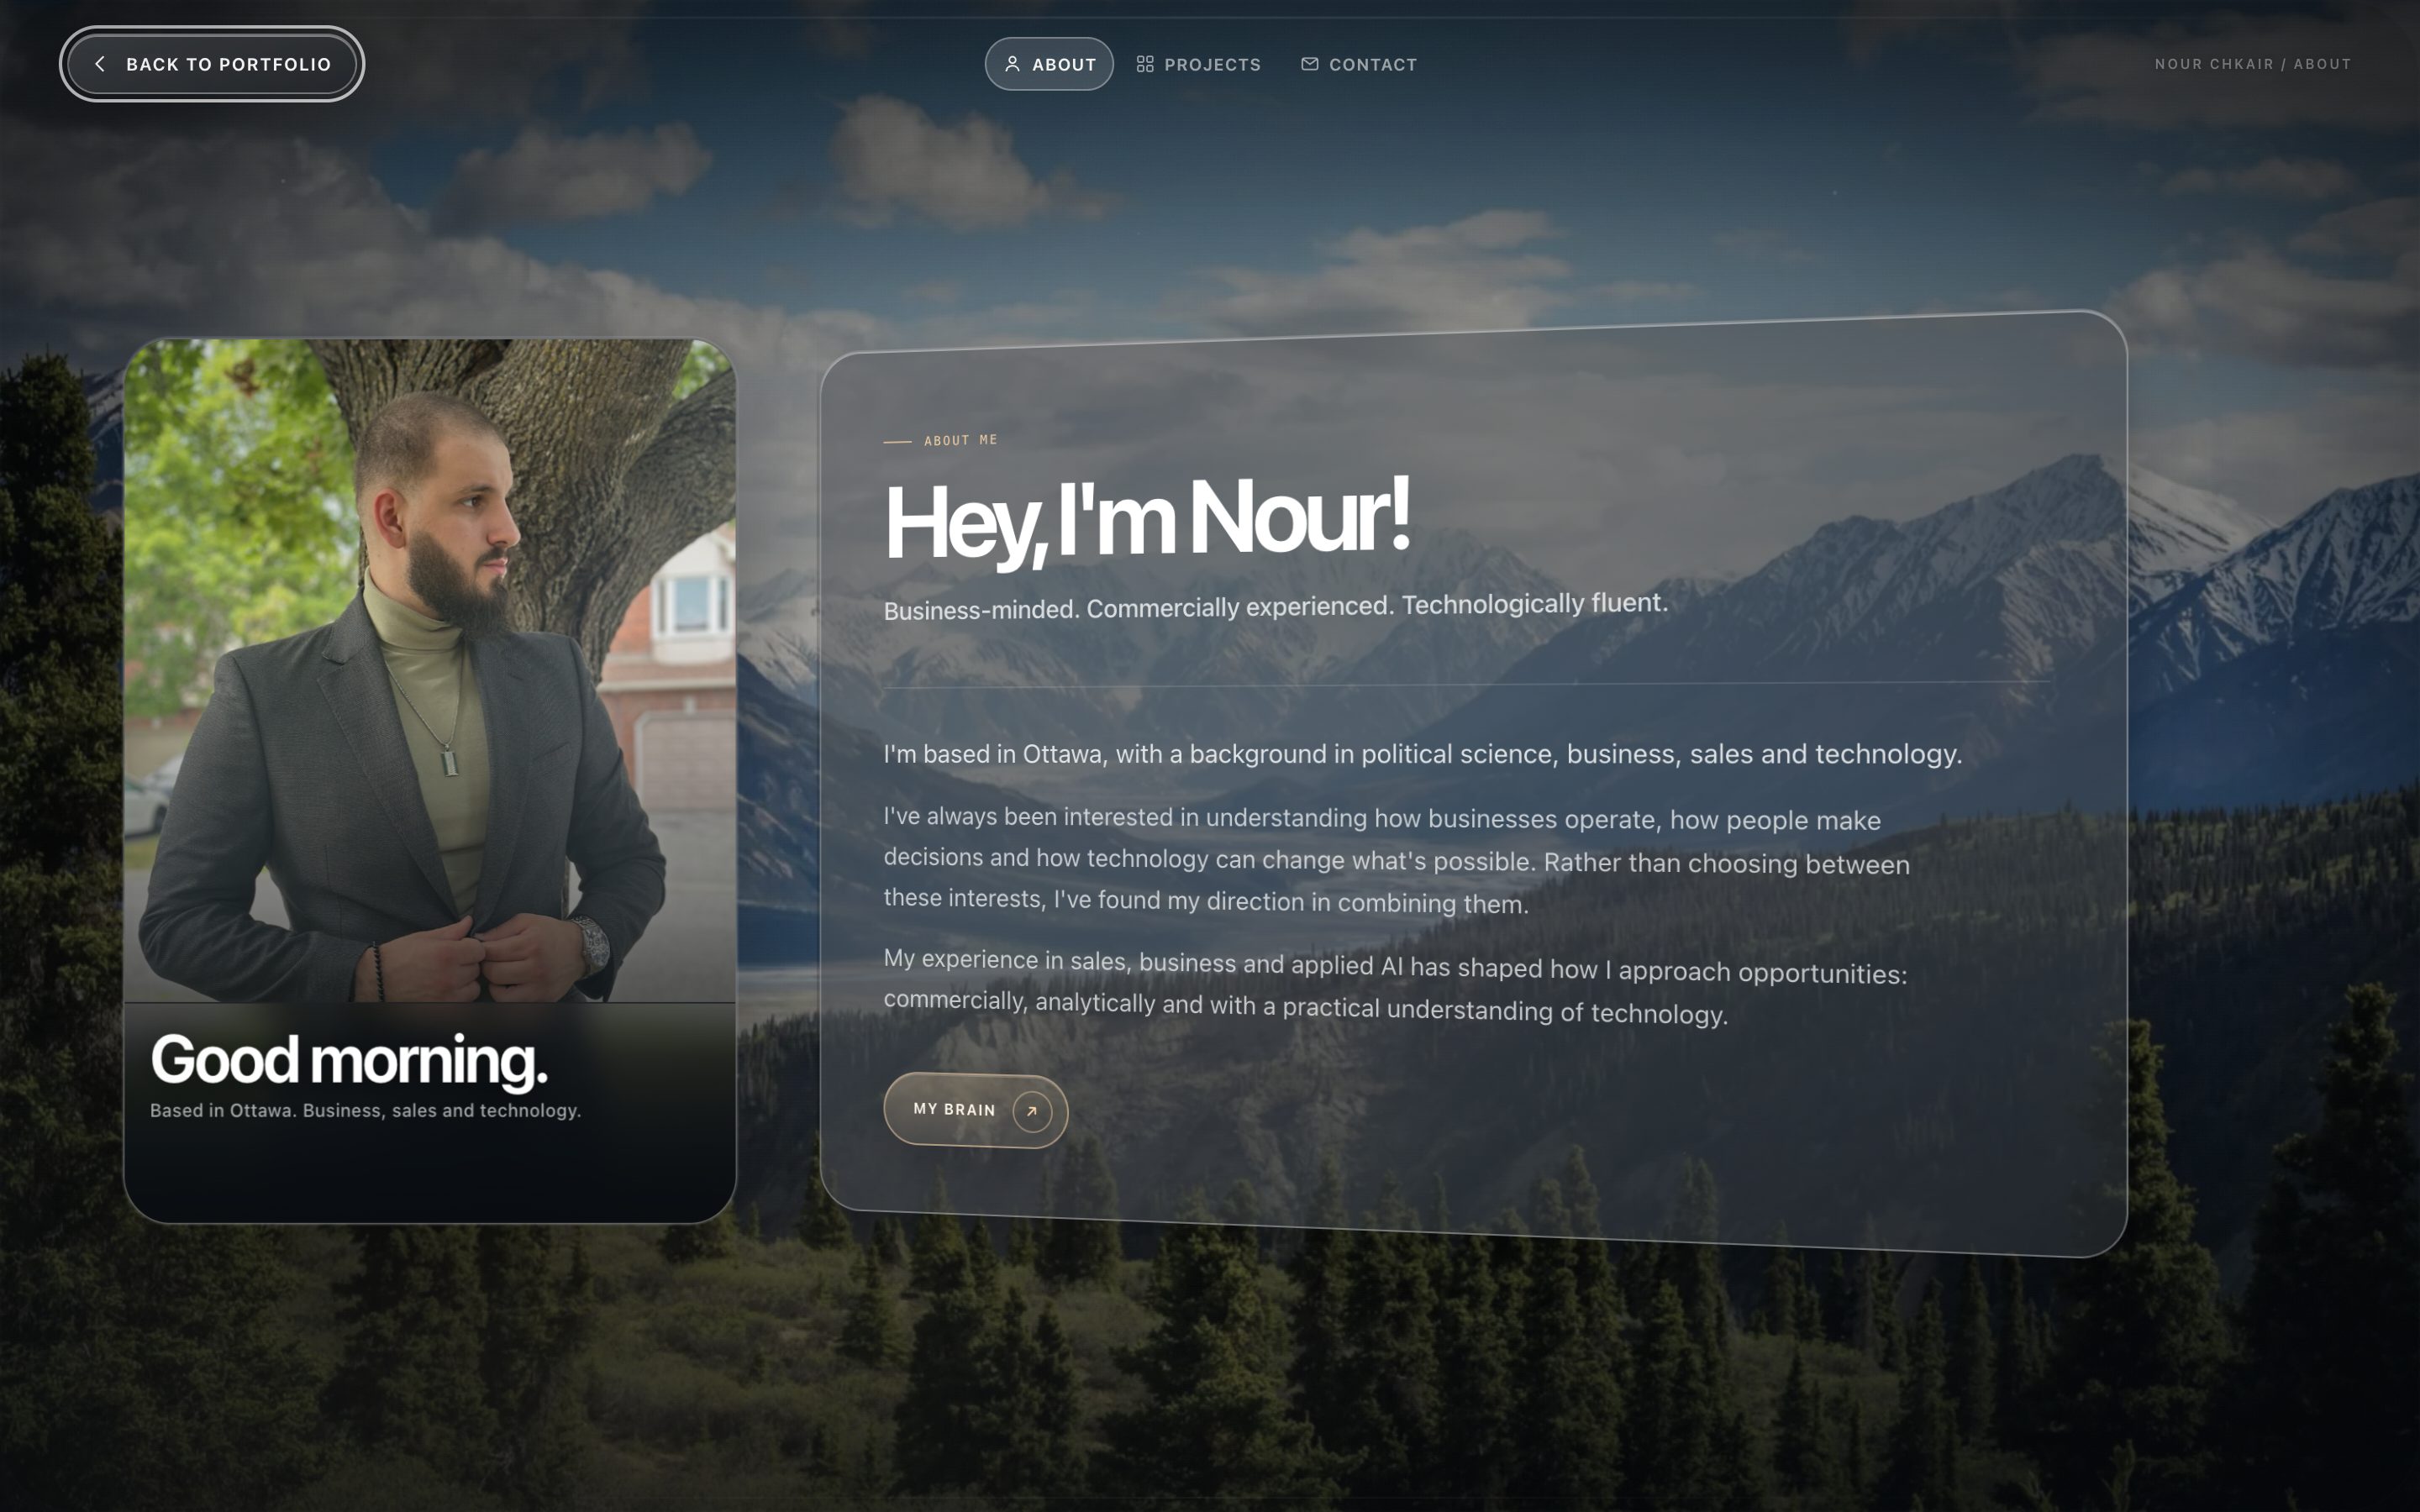 BACK TO PORTFOLIO
ABOUT
PROJECTS
CONTACT
NOUR CHKAIR / ABOUT
Good morning.
Based in Ottawa. Business, sales and technology.
ABOUT ME
Hey, I'm Nour!
Business-minded. Commercially experienced. Technologically fluent.
I'm based in Ottawa, with a background in political science, business, sales and technology.
I've always been interested in understanding how businesses operate, how people make
decisions and how technology can change what's possible. Rather than choosing between
these interests, I've found my direction in combining them.
My experience in sales, business and applied AI has shaped how I approach opportunities:
commercially, analytically and with a practical understanding of technology.
MY BRAIN